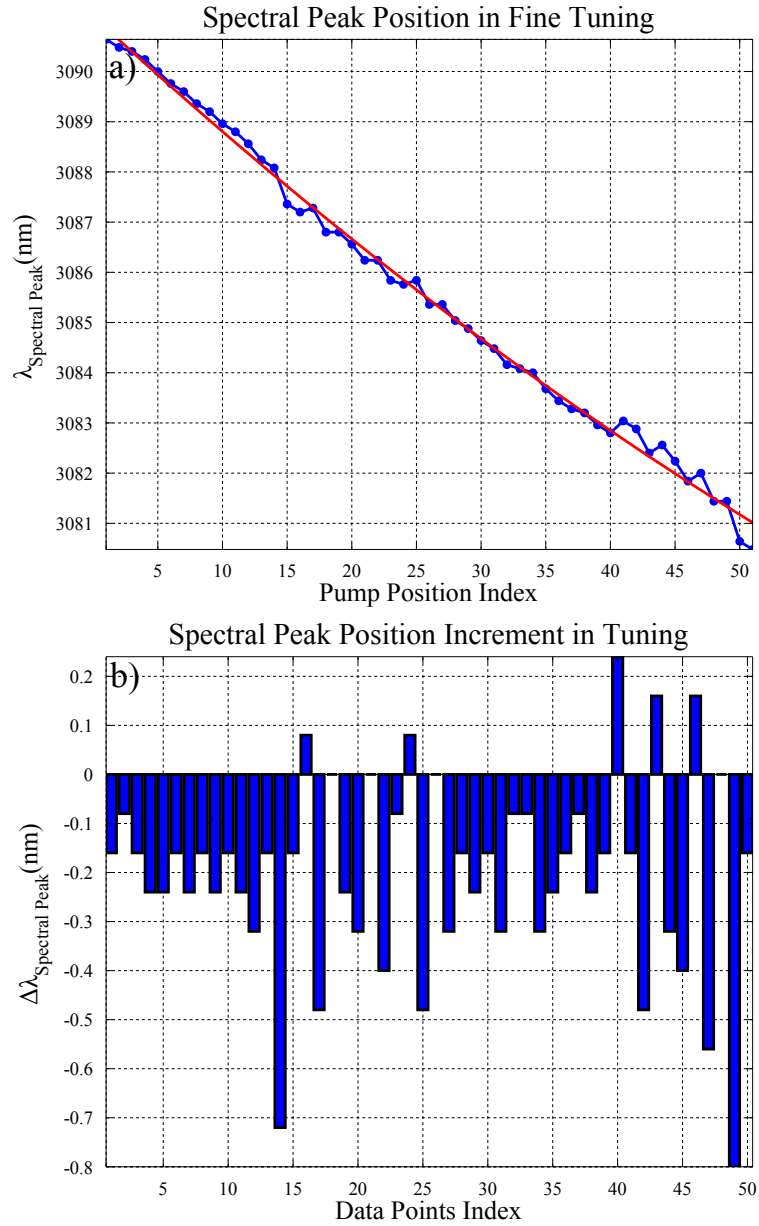 Spectral Peak Position in Fine Tuning
a)
3090
3089
3088
3087
3086
3085
3084
3083
3082
3081
λSpectral Peak(nm)
5 10 15 20 25 30 35 40 45 50
Pump Position Index
Spectral Peak Position Increment in Tuning
b)
0.2
0.1
0
-0.1
-0.2
-0.3
-0.4
-0.5
-0.6
-0.7
-0.8
ΔλSpectral Peak(nm)
5 10 15 20 25 30 35 40 45 50
Data Points Index